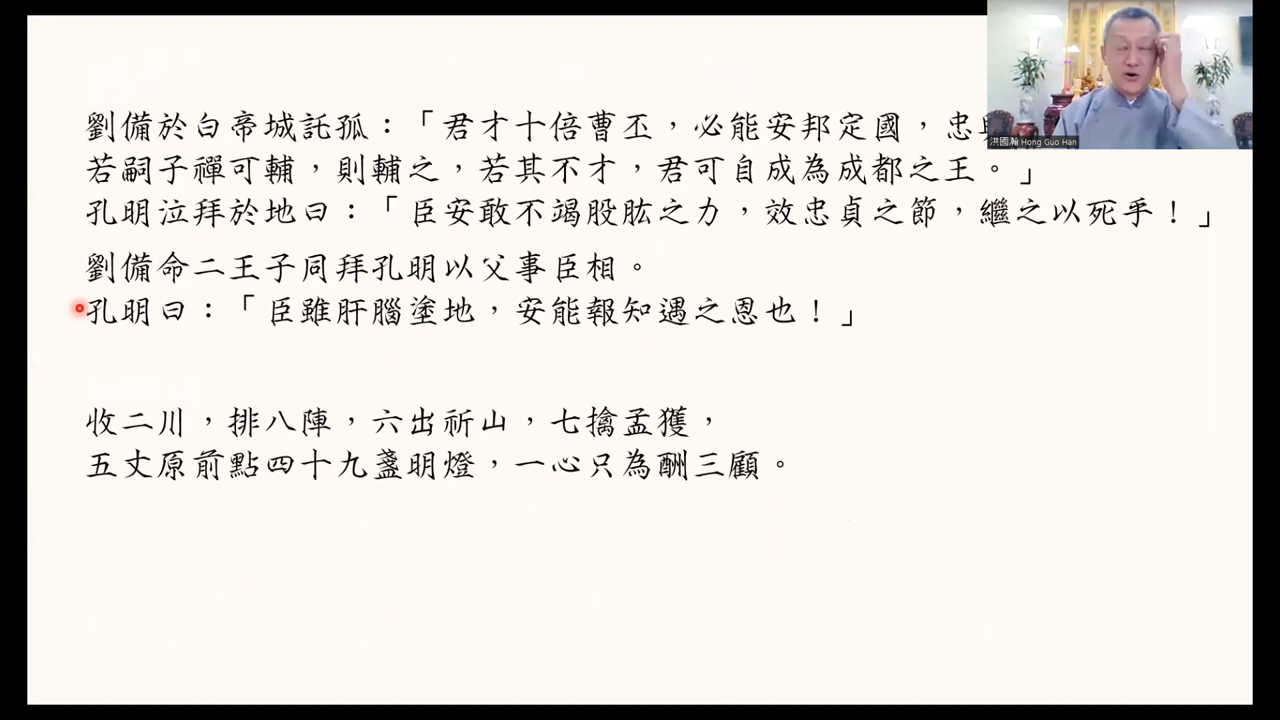 劉備於白帝城託孤：「君才十倍曹丕，必能安邦定國，忠
若嗣子禪可輔，則輔之，若其不才，君可自成為成都之王。」
孔明泣拜於地曰：「臣安敢不竭股肱之力，效忠貞之節，繼之以死乎！」
劉備命二王子同拜孔明以父事臣相。
孔明曰：「臣雖肝腦塗地，安能報知遇之恩也！」
收二川，排八陣，六出祈山，七擒孟獲，
五丈原前點四十九盞明燈，一心只為酬三顧。
洪國瀚 Hong Guo Han